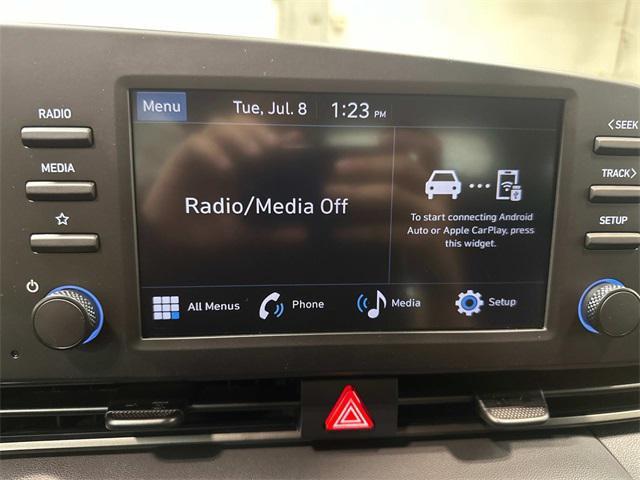 Menu
Tue, Jul. 8
1:23 PM
RADIO
MEDIA
<SEEK
TRACK>
SETUP
Radio/Media Off
To start connecting Android
Auto or Apple CarPlay, press
this widget.
All Menus
Phone
Media
Setup